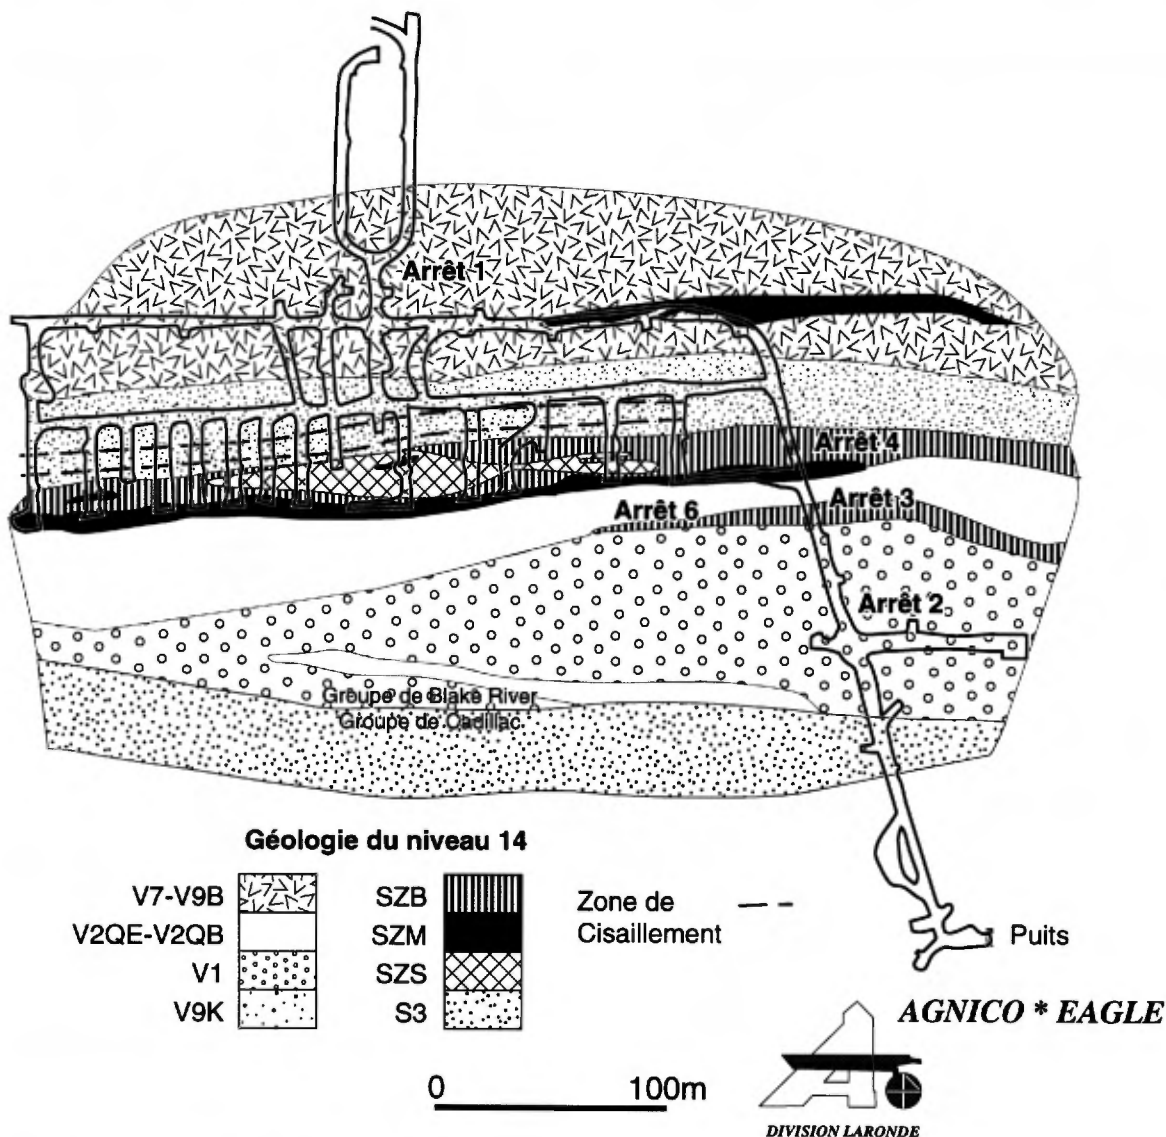 Arrêt 1
Arrêt 4
Arrêt 3
Arrêt 6
Arrêt 2
Groupe de Blake River
Groupe de Cadillac
Géologie du niveau 14
V7-V9B
V2QE-V2QB
V1
V9K
SZB
SZM
SZS
S3
Zone de
Cisaillement
Puits
AGNICO * EAGLE
DIVISION LARONDE
0 100m